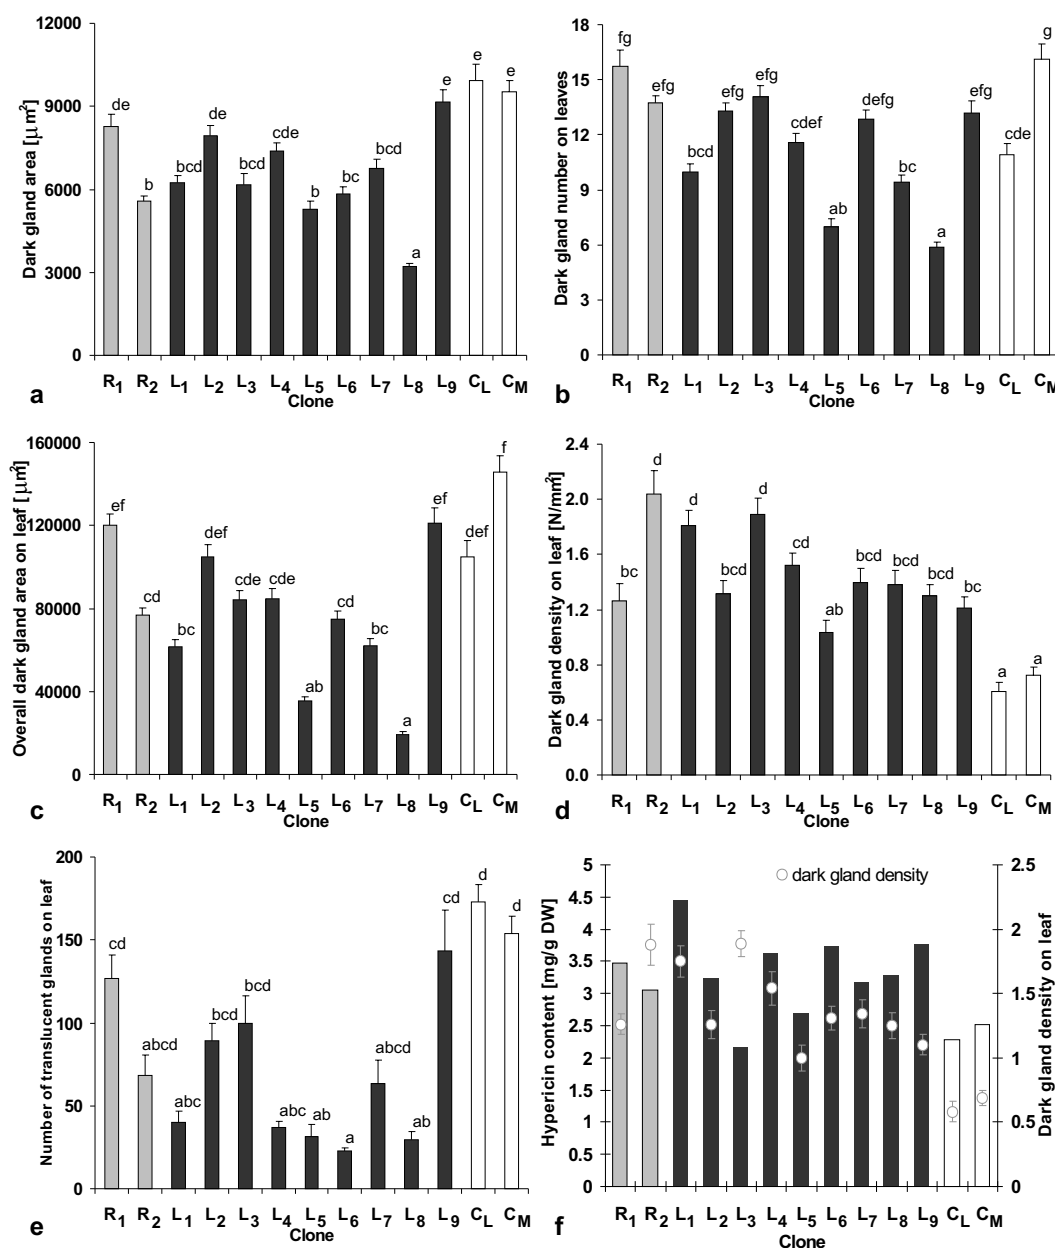 12000
9000
6000
3000
0
Dark gland area [µm²]
de
b
bcd
de
bcd
cde
b
bc
bcd
a
e
e
e
R1 R2 L1 L2 L3 L4 L5 L6 L7 L8 L9 CL CM
Clone
a
18
15
12
9
6
3
0
Dark gland number on leaves
fg
efg
bcd
efg
efg
cdef
ab
defg
bc
a
efg
cde
g
R1 R2 L1 L2 L3 L4 L5 L6 L7 L8 L9 CL CM
Clone
b
160000
120000
80000
40000
0
Overall dark gland area on leaf [µm²]
ef
cd
bc
def
cde
cde
ab
cd
bc
a
ef
def
f
R1 R2 L1 L2 L3 L4 L5 L6 L7 L8 L9 CL CM
Clone
c
2.4
2.0
1.6
1.2
0.8
0.4
0.0
Dark gland density on leaf [N/mm²]
bc
d
d
bcd
d
cd
ab
bcd
bcd
bcd
bc
a
a
R1 R2 L1 L2 L3 L4 L5 L6 L7 L8 L9 CL CM
Clone
d
200
150
100
50
0
Number of translucent glands on leaf
cd
abcd
abc
bcd
bcd
abc
ab
a
abcd
ab
cd
d
d
R1 R2 L1 L2 L3 L4 L5 L6 L7 L8 L9 CL CM
Clone
e
5
4.5
4
3.5
3
2.5
2
1.5
1
0.5
0
Hypericin content [mg/g DW]
dark gland density
2.5
2
1.5
1
0.5
0
Dark gland density on leaf
R1 R2 L1 L2 L3 L4 L5 L6 L7 L8 L9 CL CM
Clone
f